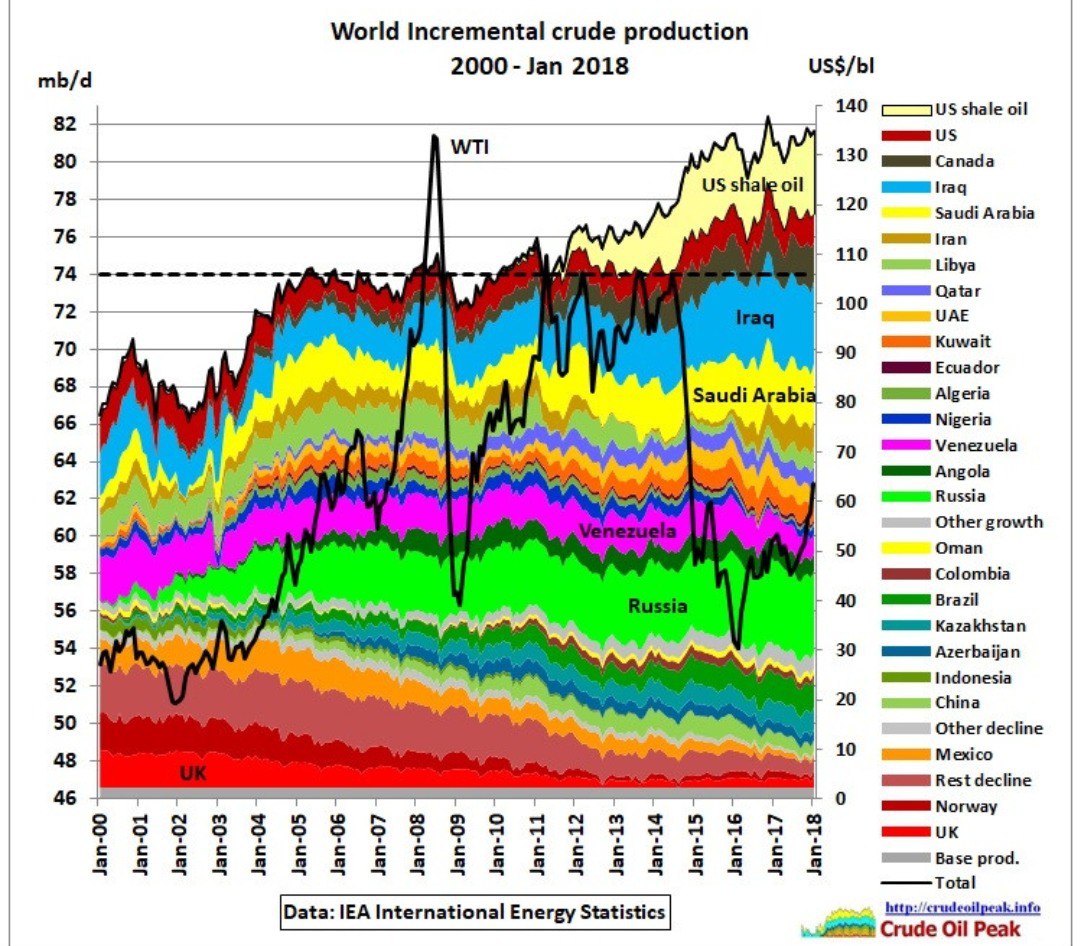 World Incremental crude production
2000 - Jan 2018
mb/d
US$/bl
82
80
78
76
74
72
70
68
66
64
62
60
58
56
54
52
50
48
46
140
130
120
110
100
90
80
70
60
50
40
30
20
10
0
WTI
US shale oil
Iraq
Saudi Arabia
Venezuela
Russia
UK
Jan-00
Jan-01
Jan-02
Jan-03
Jan-04
Jan-05
Jan-06
Jan-07
Jan-08
Jan-09
Jan-10
Jan-11
Jan-12
Jan-13
Jan-14
Jan-15
Jan-16
Jan-17
Jan-18
US shale oil
US
Canada
Iraq
Saudi Arabia
Iran
Libya
Qatar
UAE
Kuwait
Ecuador
Algeria
Nigeria
Venezuela
Angola
Russia
Other growth
Oman
Colombia
Brazil
Kazakhstan
Azerbaijan
Indonesia
China
Other decline
Mexico
Rest decline
Norway
UK
Base prod.
Total
Data: IEA International Energy Statistics
http://crudeoilpeak.info
Crude Oil Peak